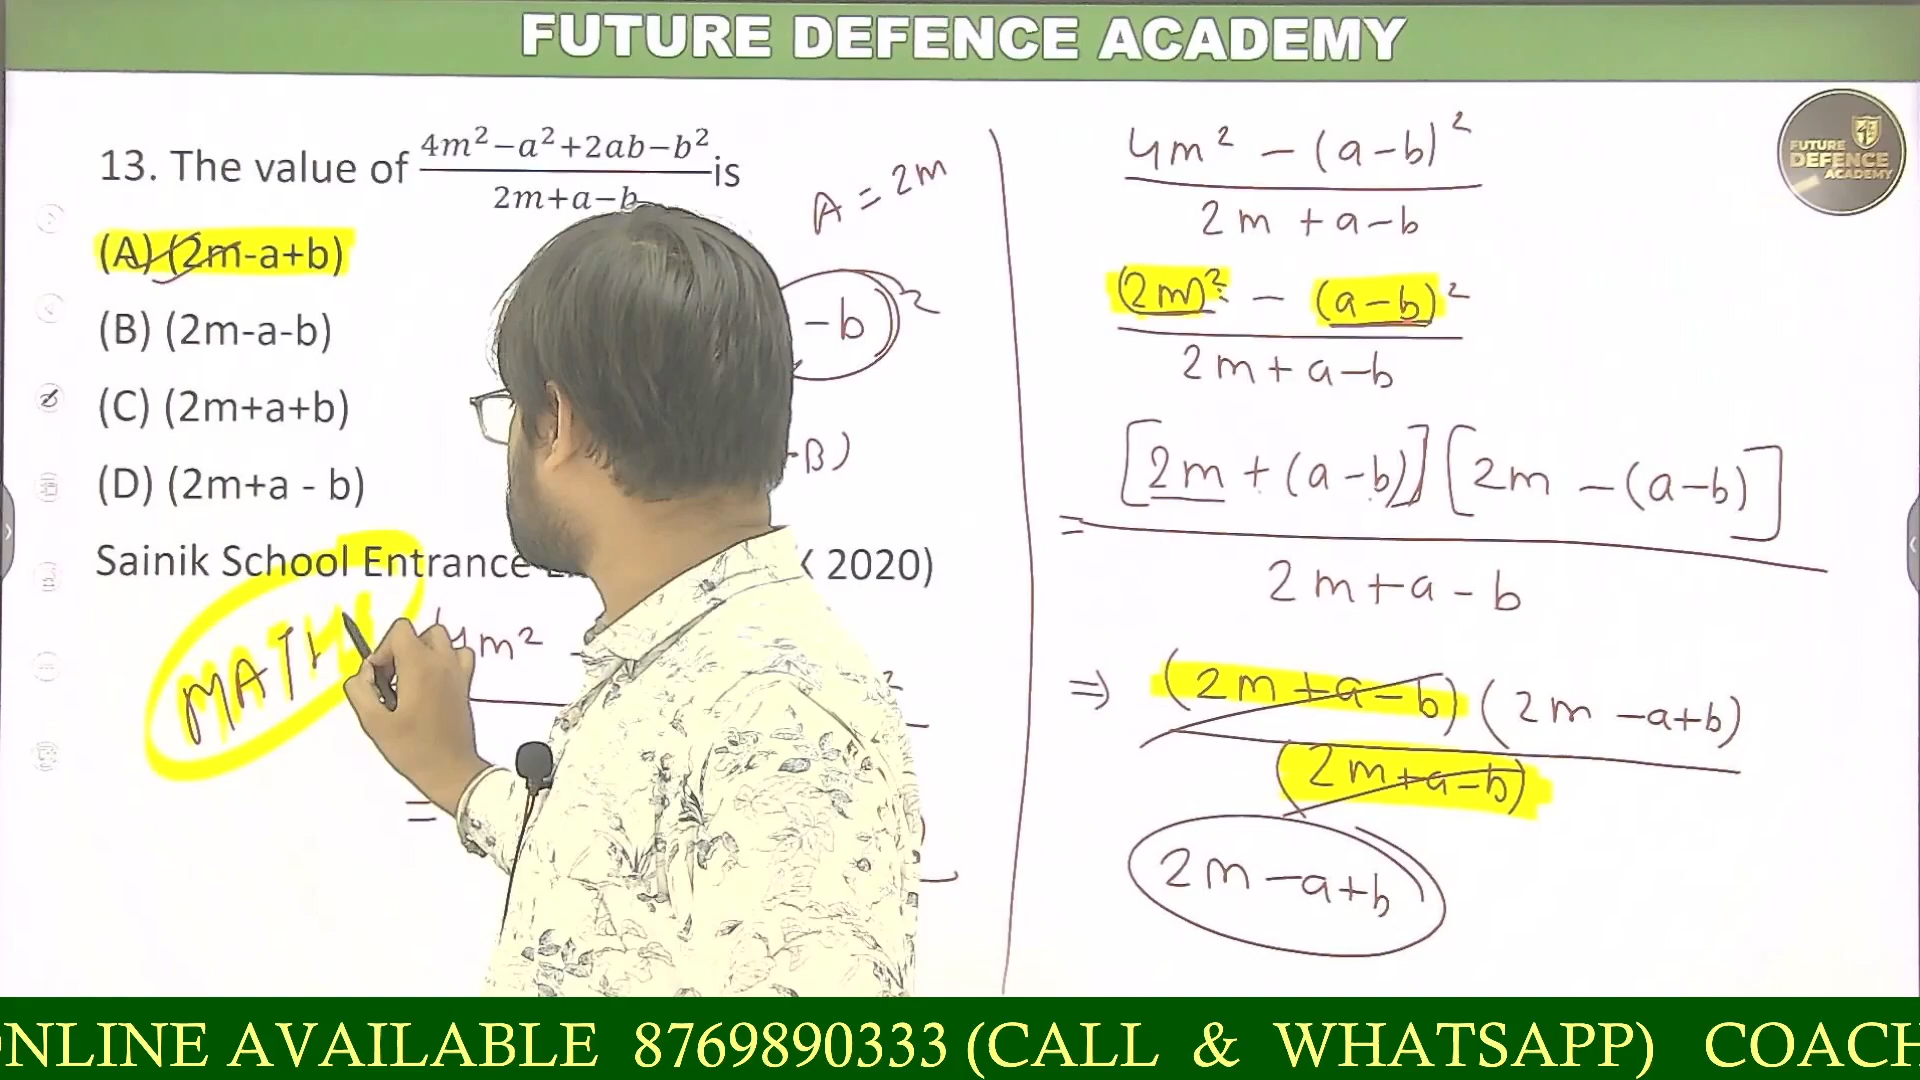 FUTURE DEFENCE ACADEMY
FUTURE
DEFENCE
ACADEMY
13. The value of
4m²−a²+2ab−b²
2m+a−b
is
(A) (2m-a+b)
(B) (2m-a-b)
(C) (2m+a+b)
(D) (2m+a - b)
Sainik School Entrance
2020)
A = 2m
-b)²
B)
MATH
4m²
=
4m² - (a-b)²
2m + a-b
(2m)² - (a-b)²
2m + a-b
= [2m + (a-b)] [2m - (a-b)]
2m + a - b
⇒ (2m + a - b) (2m - a+b)
(2m+a-b)
2m - a+b
NLINE AVAILABLE 8769890333 (CALL & WHATSAPP) COACH